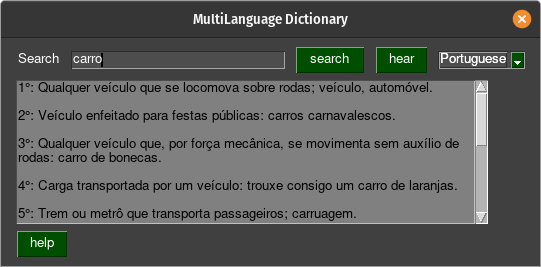 MultiLanguage Dictionary
Search carro search hear Portuguese
1º: Qualquer veículo que se locomova sobre rodas; veículo, automóvel.
2º: Veículo enfeitado para festas públicas: carros carnavalescos.
3º: Qualquer veículo que, por força mecânica, se movimenta sem auxílio de
rodas: carro de bonecas.
4º: Carga transportada por um veículo: trouxe consigo um carro de laranjas.
5º: Trem ou metrô que transporta passageiros; carruagem.
help